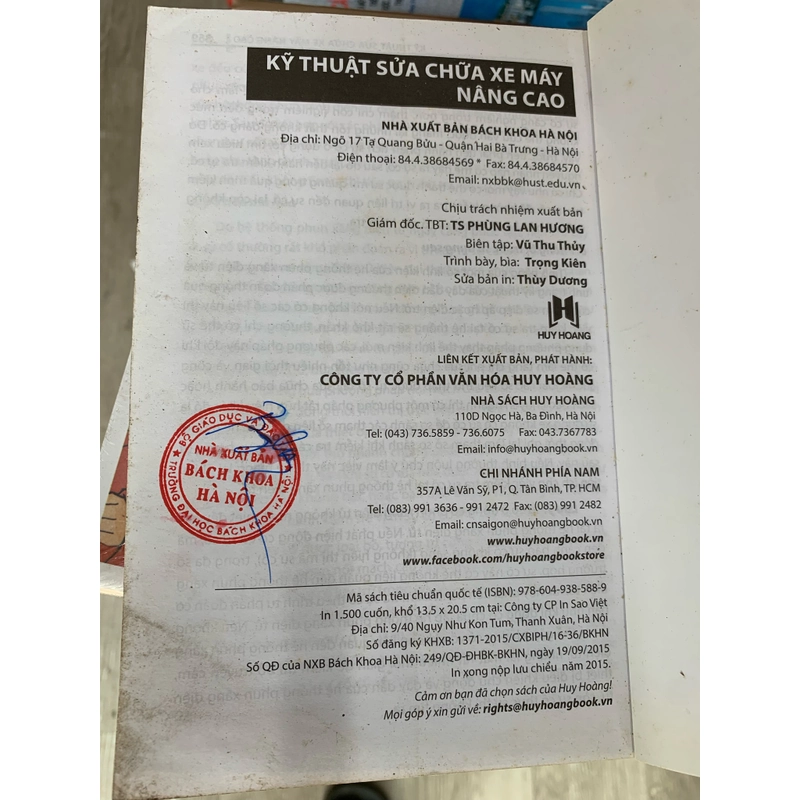 KỸ THUẬT SỬA CHỮA XE MÁY
NÂNG CAO
NHÀ XUẤT BẢN BÁCH KHOA HÀ NỘI
Địa chỉ: Ngõ 17 Tạ Quang Bửu - Quận Hai Bà Trưng - Hà Nội
Điện thoại: 84.4.38684569 * Fax: 84.4.38684570
Email: nxbbk@hust.edu.vn
Chịu trách nhiệm xuất bản
Giám đốc. TBT: TS PHÙNG LAN HƯƠNG
Biên tập: Vũ Thu Thủy
Trình bày, bìa: Trọng Kiên
Sửa bản in: Thùy Dương
HUY HOANG
LIÊN KẾT XUẤT BẢN, PHÁT HÀNH:
CÔNG TY CỔ PHẦN VĂN HÓA HUY HOÀNG
NHÀ SÁCH HUY HOÀNG
110D Ngọc Hà, Ba Đình, Hà Nội
Tel: (043) 736.5859 - 736.6075 Fax: 043.7367783
Email: info@huyhoangbook.vn
CHI NHÁNH PHÍA NAM
357A Lê Văn Sỹ, P1, Q. Tân Bình, TP. HCM
Tel: (083) 991 3636 - 991 2472 Fax: (083) 991 2482
Email: cnsaigon@huyhoangbook.vn
www.huyhoangbook.vn
www.facebook.com/huyhoangbookstore
BỘ GIÁO DỤC VÀ ĐÀO TẠO
NHÀ XUẤT BẢN
BÁCH KHOA
HÀ NỘI
TRƯỜNG ĐẠI HỌC BÁCH KHOA HÀ NỘI
Mã sách tiêu chuẩn quốc tế (ISBN): 978-604-938-588-9
In 1.500 cuốn, khổ 13.5 x 20.5 cm tại: Công ty CP In Sao Việt
Địa chỉ: 9/40 Ngụy Như Kon Tum, Thanh Xuân, Hà Nội
Số đăng ký KHXB: 1371-2015/CXBIPH/16-36/BKHN
Số QĐ của NXB Bách Khoa Hà Nội: 249/QĐ-ĐHBK-BKHN, ngày 19/09/2015
In xong nộp lưu chiểu năm 2015.
Cảm ơn bạn đã chọn sách của Huy Hoàng!
Mọi góp ý xin gửi về: rights@huyhoangbook.vn